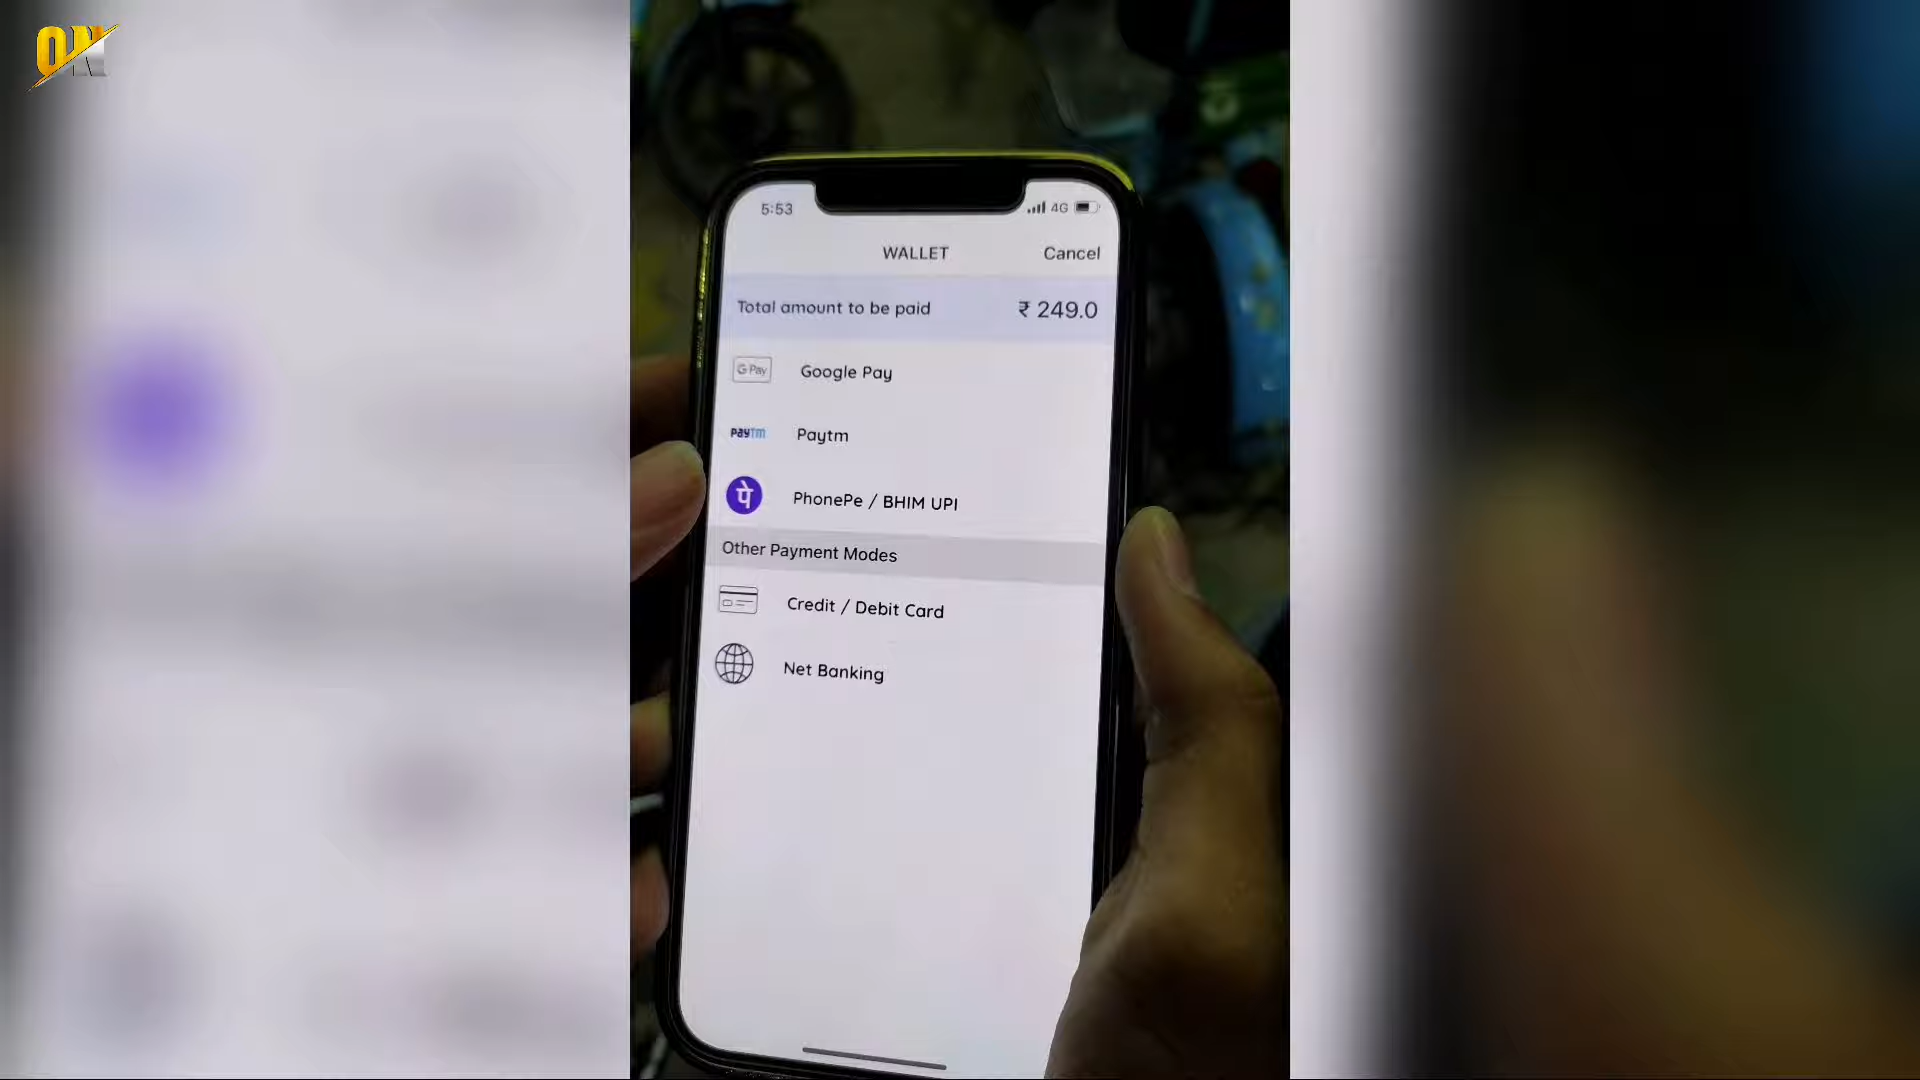 ON
5:53
4G
WALLET
Cancel
Total amount to be paid
₹ 249.0
G Pay
Google Pay
paytm
Paytm
पे
PhonePe / BHIM UPI
Other Payment Modes
Credit / Debit Card
Net Banking